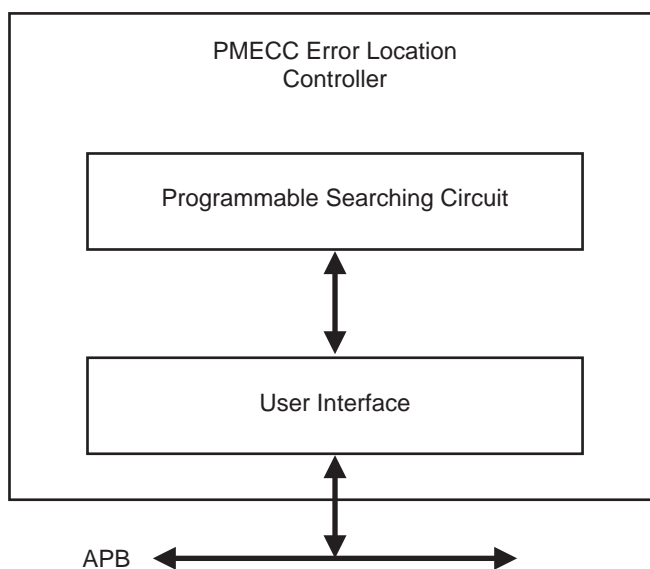 PMECC Error Location
Controller
Programmable Searching Circuit
User Interface
APB